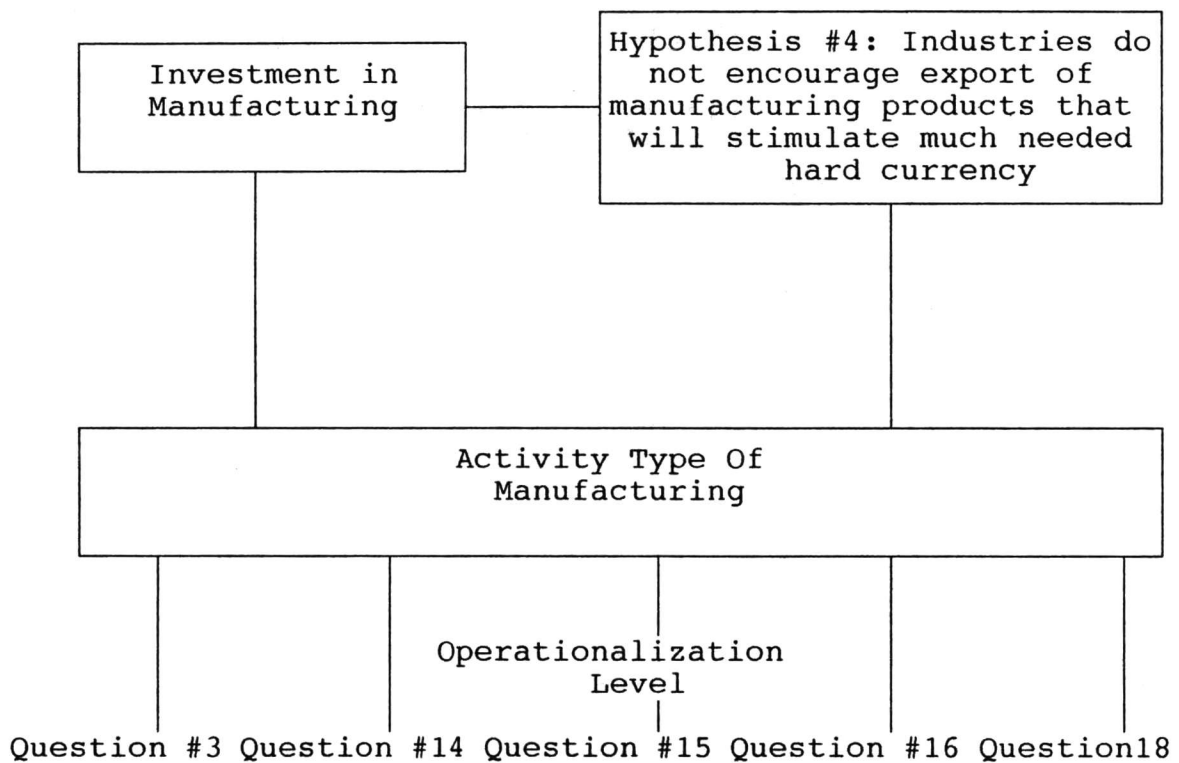 Investment in
Manufacturing
Hypothesis #4: Industries do
not encourage export of
manufacturing products that
will stimulate much needed
hard currency
Activity Type Of
Manufacturing
Operationalization
Level
Question #3 Question #14 Question #15 Question #16 Question18